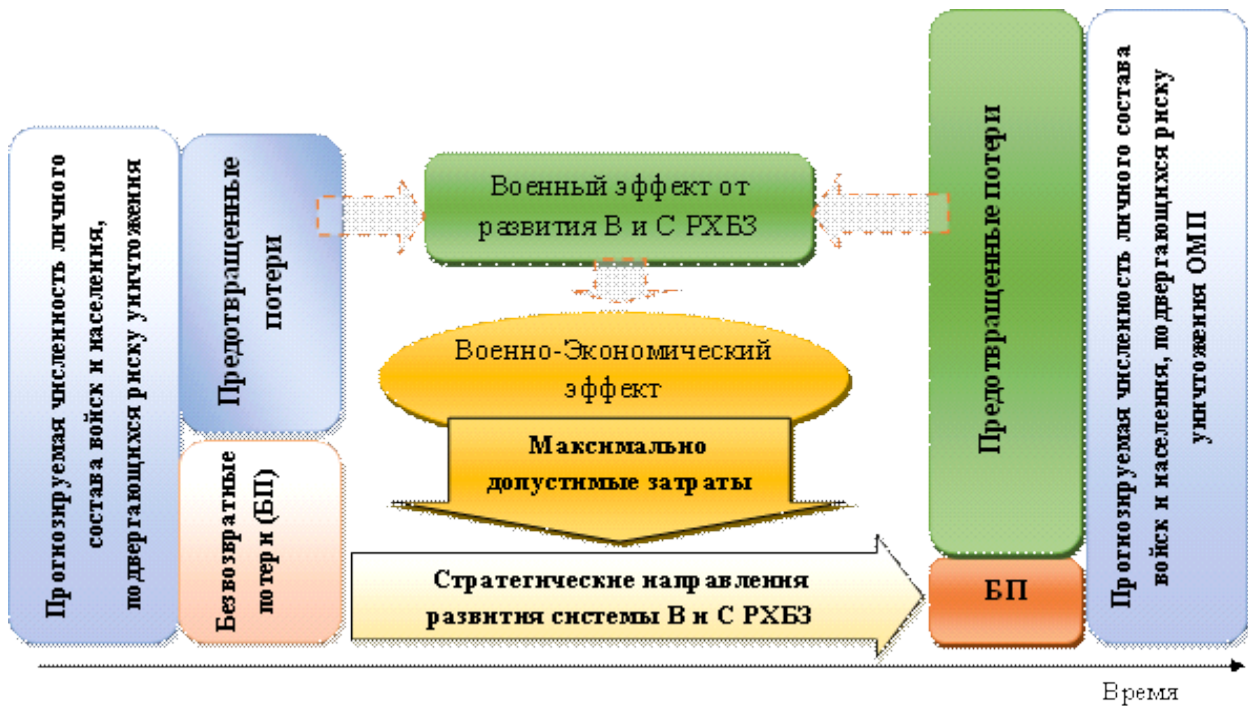 Прогнозируемая численность личного
состава войск и населения,
подвергающихся риску уничтожения
Предотвращенные
потери
Безвозвратные
потери (БП)
Военный эффект от
развития В и С РХБЗ
Военно-Экономический
эффект
Максимально
допустимые затраты
Стратегические направления
развития системы В и С РХБЗ
Предотвращенные потери
БП
Прогнозируемая численность личного состава
войск и населения, подвергающихся риску
уничтожения ОМП
Время